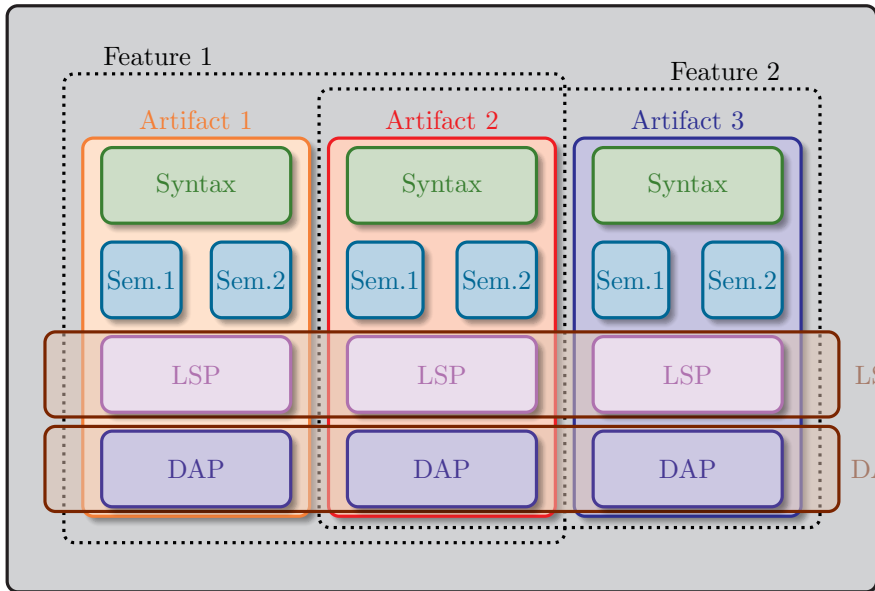 Feature 1
Feature 2
Artifact 1 Artifact 2 Artifact 3
Syntax Syntax Syntax
Sem.1 Sem.2 Sem.1 Sem.2 Sem.1 Sem.2
LSP LSP LSP
DAP DAP DAP